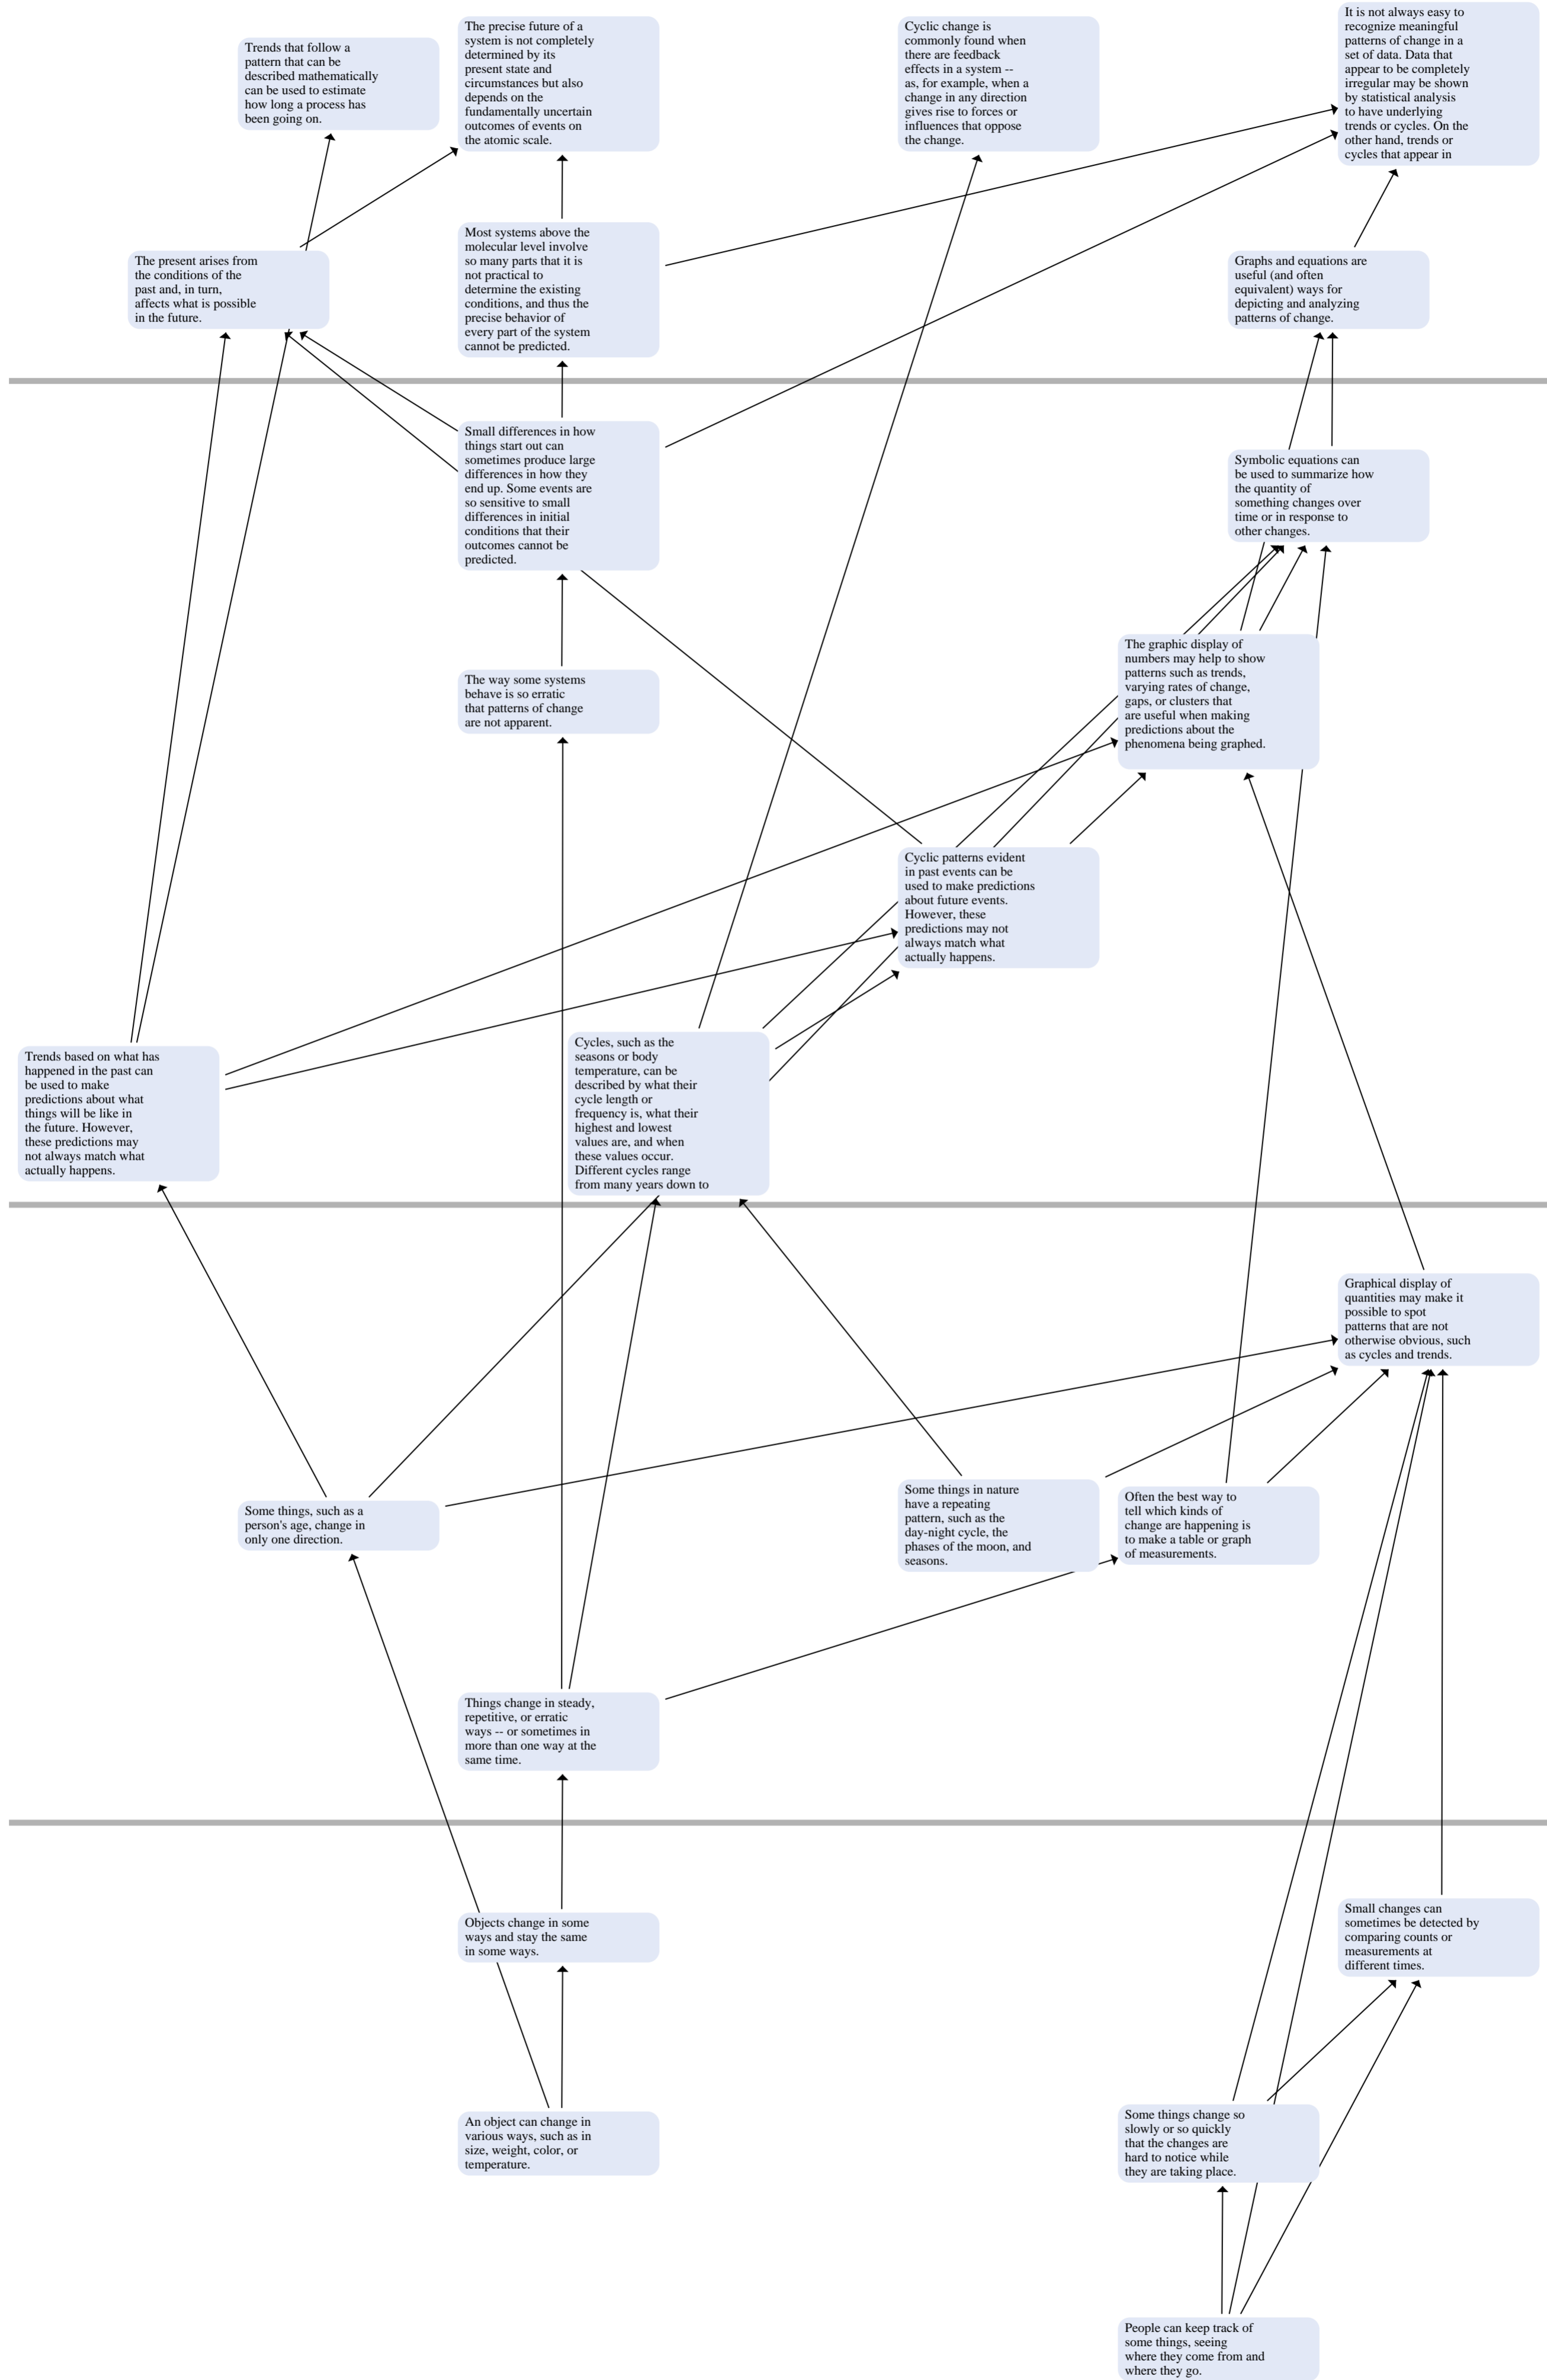 Trends that follow a
pattern that can be
described mathematically
can be used to estimate
how long a process has
been going on.
The precise future of a
system is not completely
determined by its
present state and
circumstances but also
depends on the
fundamentally uncertain
outcomes of events on
the atomic scale.
Cyclic change is
commonly found when
there are feedback
effects in a system --
as, for example, when a
change in any direction
gives rise to forces or
influences that oppose
the change.
It is not always easy to
recognize meaningful
patterns of change in a
set of data. Data that
appear to be completely
irregular may be shown
by statistical analysis
to have underlying
trends or cycles. On the
other hand, trends or
cycles that appear in
The present arises from
the conditions of the
past and, in turn,
affects what is possible
in the future.
Most systems above the
molecular level involve
so many parts that it is
not practical to
determine the existing
conditions, and thus the
precise behavior of
every part of the system
cannot be predicted.
Graphs and equations are
useful (and often
equivalent) ways for
depicting and analyzing
patterns of change.
Small differences in how
things start out can
sometimes produce large
differences in how they
end up. Some events are
so sensitive to small
differences in initial
conditions that their
outcomes cannot be
predicted.
Symbolic equations can
be used to summarize how
the quantity of
something changes over
time or in response to
other changes.
The way some systems
behave is so erratic
that patterns of change
are not apparent.
The graphic display of
numbers may help to show
patterns such as trends,
varying rates of change,
gaps, or clusters that
are useful when making
predictions about the
phenomena being graphed.
Cyclic patterns evident
in past events can be
used to make predictions
about future events.
However, these
predictions may not
always match what
actually happens.
Trends based on what has
happened in the past can
be used to make
predictions about what
things will be like in
the future. However,
these predictions may
not always match what
actually happens.
Cycles, such as the
seasons or body
temperature, can be
described by what their
cycle length or
frequency is, what their
highest and lowest
values are, and when
these values occur.
Different cycles range
from many years down to
Graphical display of
quantities may make it
possible to spot
patterns that are not
otherwise obvious, such
as cycles and trends.
Some things, such as a
person's age, change in
only one direction.
Some things in nature
have a repeating
pattern, such as the
day-night cycle, the
phases of the moon, and
seasons.
Often the best way to
tell which kinds of
change are happening is
to make a table or graph
of measurements.
Things change in steady,
repetitive, or erratic
ways -- or sometimes in
more than one way at the
same time.
Objects change in some
ways and stay the same
in some ways.
Small changes can
sometimes be detected by
comparing counts or
measurements at
different times.
An object can change in
various ways, such as in
size, weight, color, or
temperature.
Some things change so
slowly or so quickly
that the changes are
hard to notice while
they are taking place.
People can keep track of
some things, seeing
where they come from and
where they go.